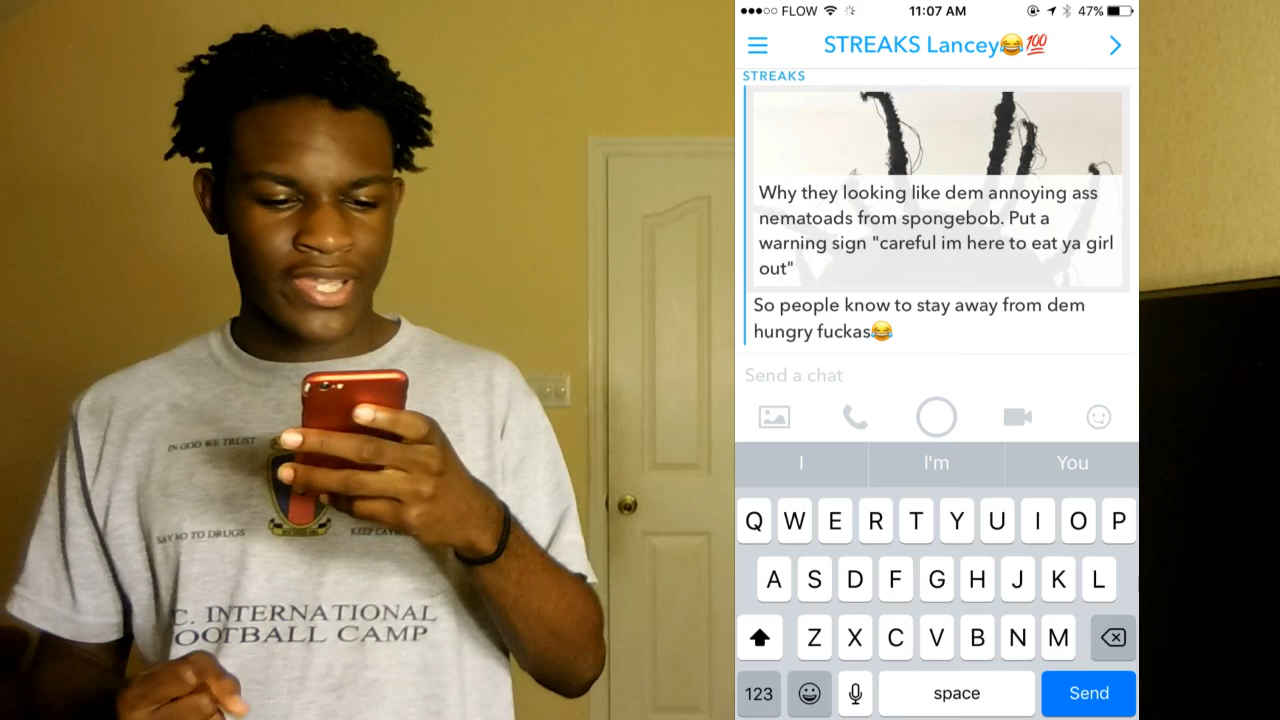 IN GOD WE TRUST
SAY NO TO DRUGS
C. INTERNATIONAL
OOTBALL CAMP
FLOW
11:07 AM
47%
STREAKS Lancey😂💯
STREAKS
Why they looking like dem annoying ass
nematoads from spongebob. Put a
warning sign "careful im here to eat ya girl
out"
So people know to stay away from dem
hungry fuckas😂
Send a chat
I I'm You
Q W E R T Y U I O P
A S D F G H J K L
Z X C V B N M
123 space Send